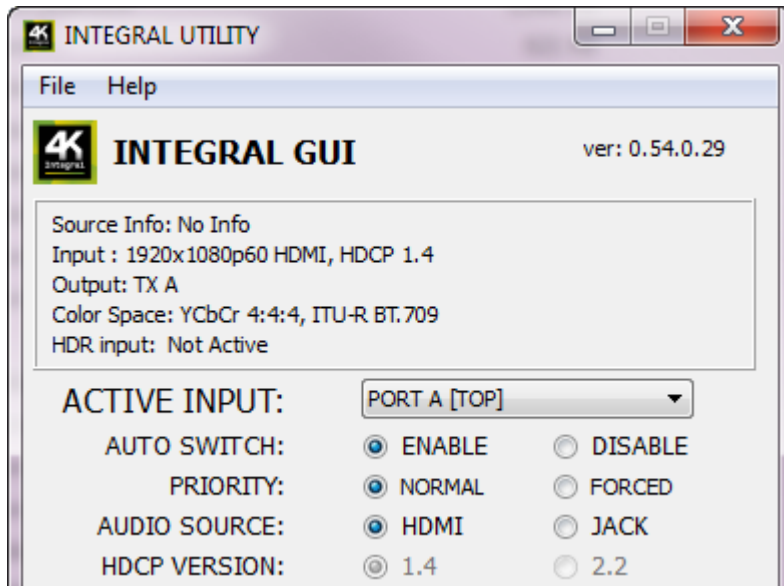 4K INTEGRAL UTILITY
File Help
4K Integral INTEGRAL GUI ver: 0.54.0.29
Source Info: No Info
Input : 1920x1080p60 HDMI, HDCP 1.4
Output: TX A
Color Space: YCbCr 4:4:4, ITU-R BT.709
HDR input: Not Active
ACTIVE INPUT: PORT A [TOP]
AUTO SWITCH: ENABLE DISABLE
PRIORITY: NORMAL FORCED
AUDIO SOURCE: HDMI JACK
HDCP VERSION: 1.4 2.2